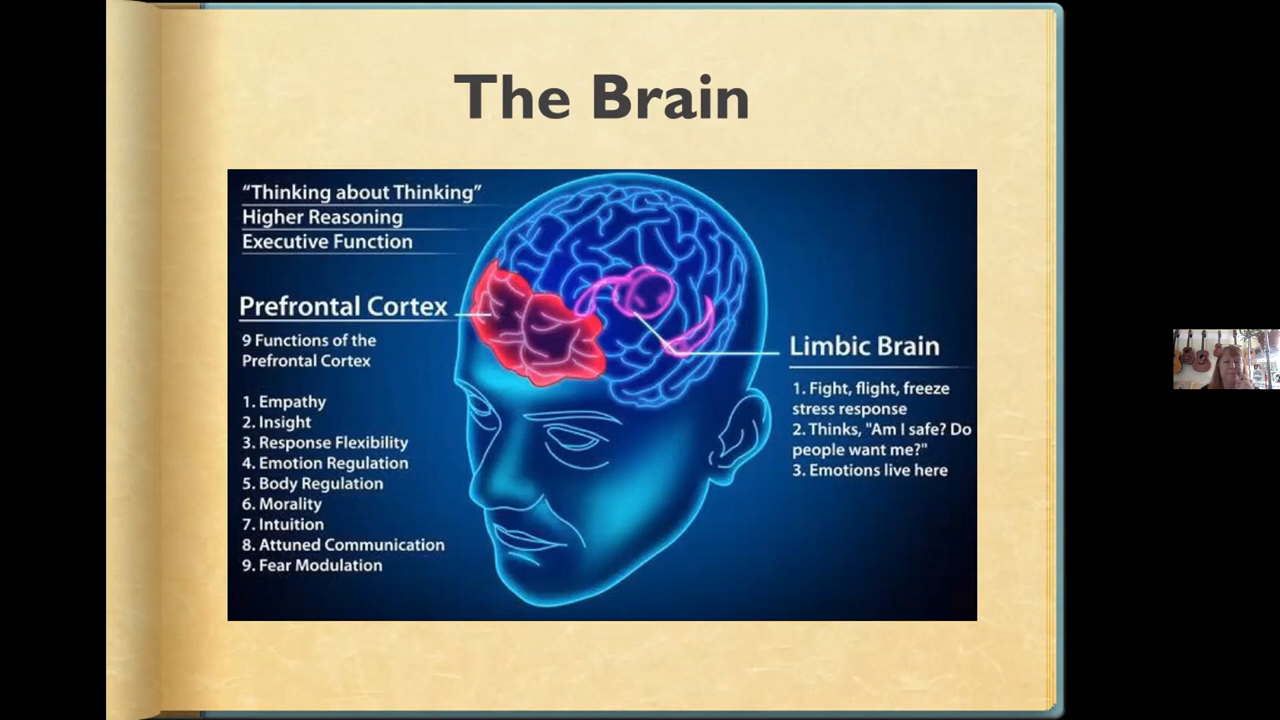 The Brain
“Thinking about Thinking”
Higher Reasoning
Executive Function
Prefrontal Cortex
9 Functions of the
Prefrontal Cortex
1. Empathy
2. Insight
3. Response Flexibility
4. Emotion Regulation
5. Body Regulation
6. Morality
7. Intuition
8. Attuned Communication
9. Fear Modulation
Limbic Brain
1. Fight, flight, freeze
stress response
2. Thinks, "Am I safe? Do
people want me?"
3. Emotions live here